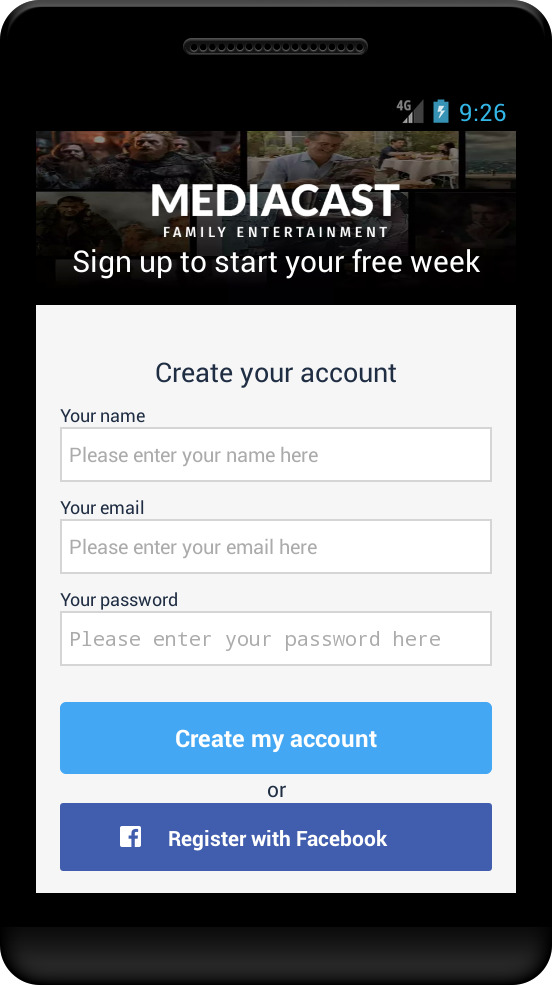 4G 9:26
MEDIACAST
FAMILY ENTERTAINMENT
Sign up to start your free week
Create your account
Your name
Please enter your name here
Your email
Please enter your email here
Your password
Please enter your password here
Create my account
or
Register with Facebook